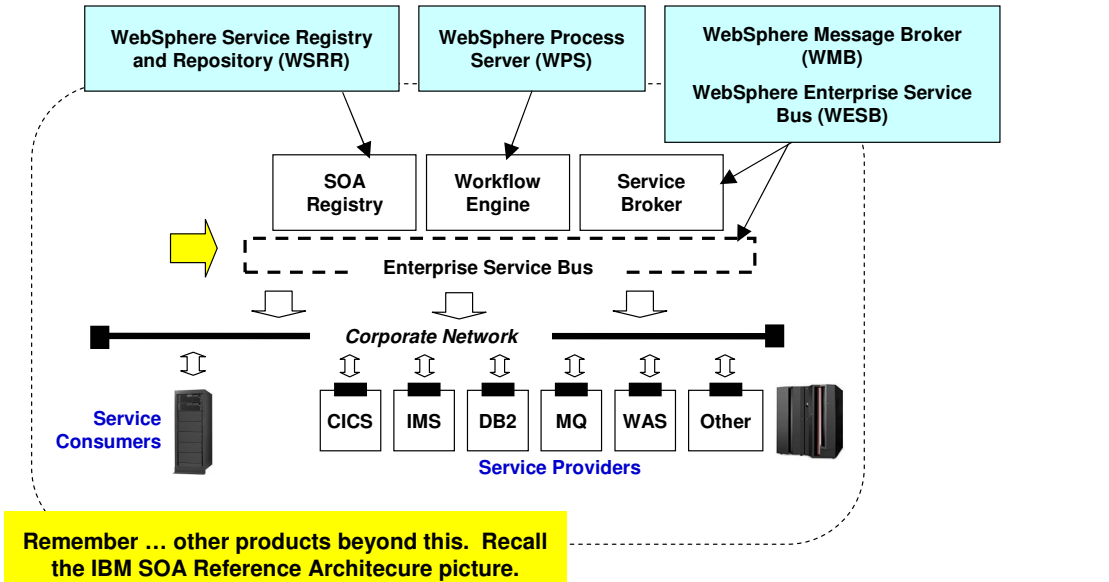 WebSphere Service Registry
and Repository (WSRR)
WebSphere Process
Server (WPS)
WebSphere Message Broker
(WMB)
WebSphere Enterprise Service
Bus (WESB)
SOA
Registry
Workflow
Engine
Service
Broker
Enterprise Service Bus
Corporate Network
Service
Consumers
CICS
IMS
DB2
MQ
WAS
Other
Service Providers
Remember … other products beyond this.  Recall
the IBM SOA Reference Architecure picture.